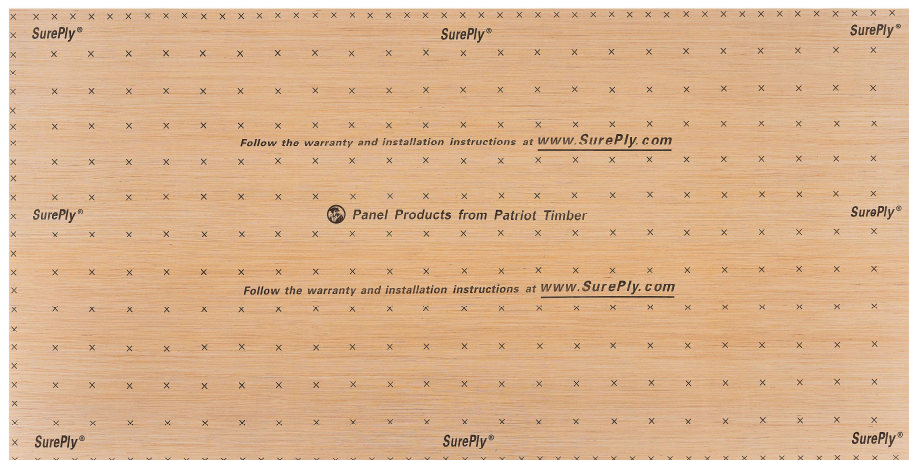 SurePly® SurePly® SurePly®
Follow the warranty and installation instructions at www.SurePly.com
SurePly® Panel Products from Patriot Timber SurePly®
Follow the warranty and installation instructions at www.SurePly.com
SurePly® SurePly® SurePly®